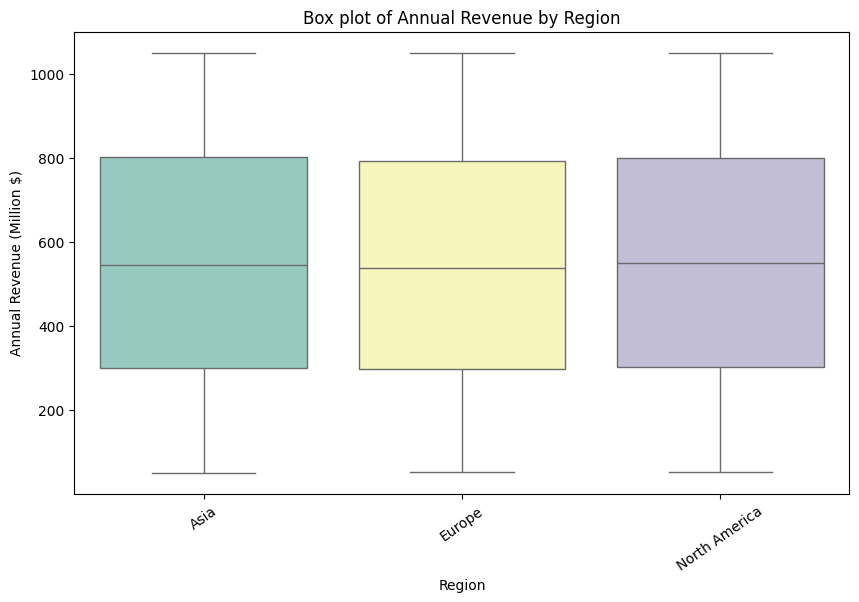 Box plot of Annual Revenue by Region
Annual Revenue (Million $)
1000
800
600
400
200
Asia
Europe
North America
Region